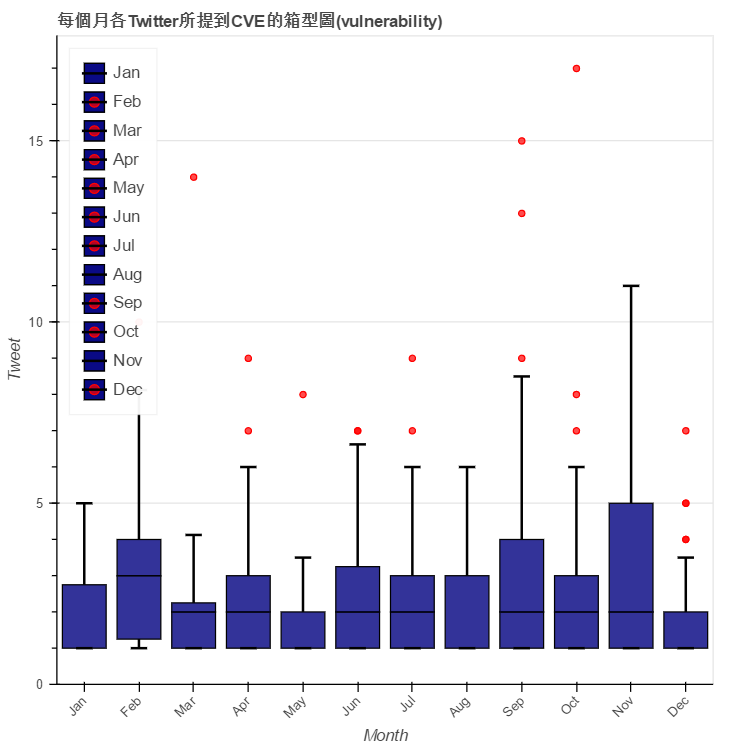 每個月各Twitter所提到CVE的箱型圖(vulnerability)
Jan
Feb
Mar
Apr
May
Jun
Jul
Aug
Sep
Oct
Nov
Dec
15
10
5
0
Tweet
Jan Feb Mar Apr May Jun Jul Aug Sep Oct Nov Dec
Month